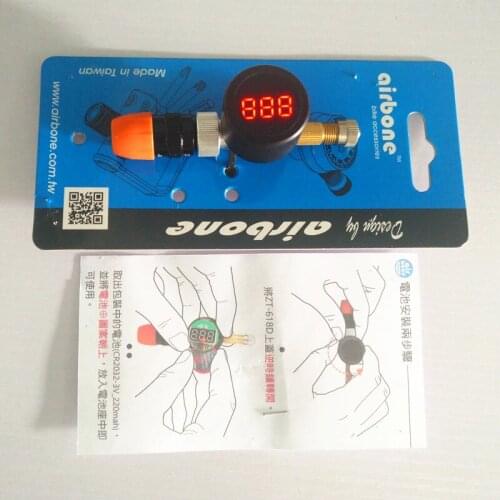 888
airbone™
bike accessories
Made in Taiwan
www.airbone.com.tw
Design by airbone
電池安裝兩步驟
將ZT-618D上蓋逆時鐘轉開。
取出包裝中的電池(CR2032-3V, 220mah)，
並將電池⊕圖案朝上，放入電池座中即
可使用。